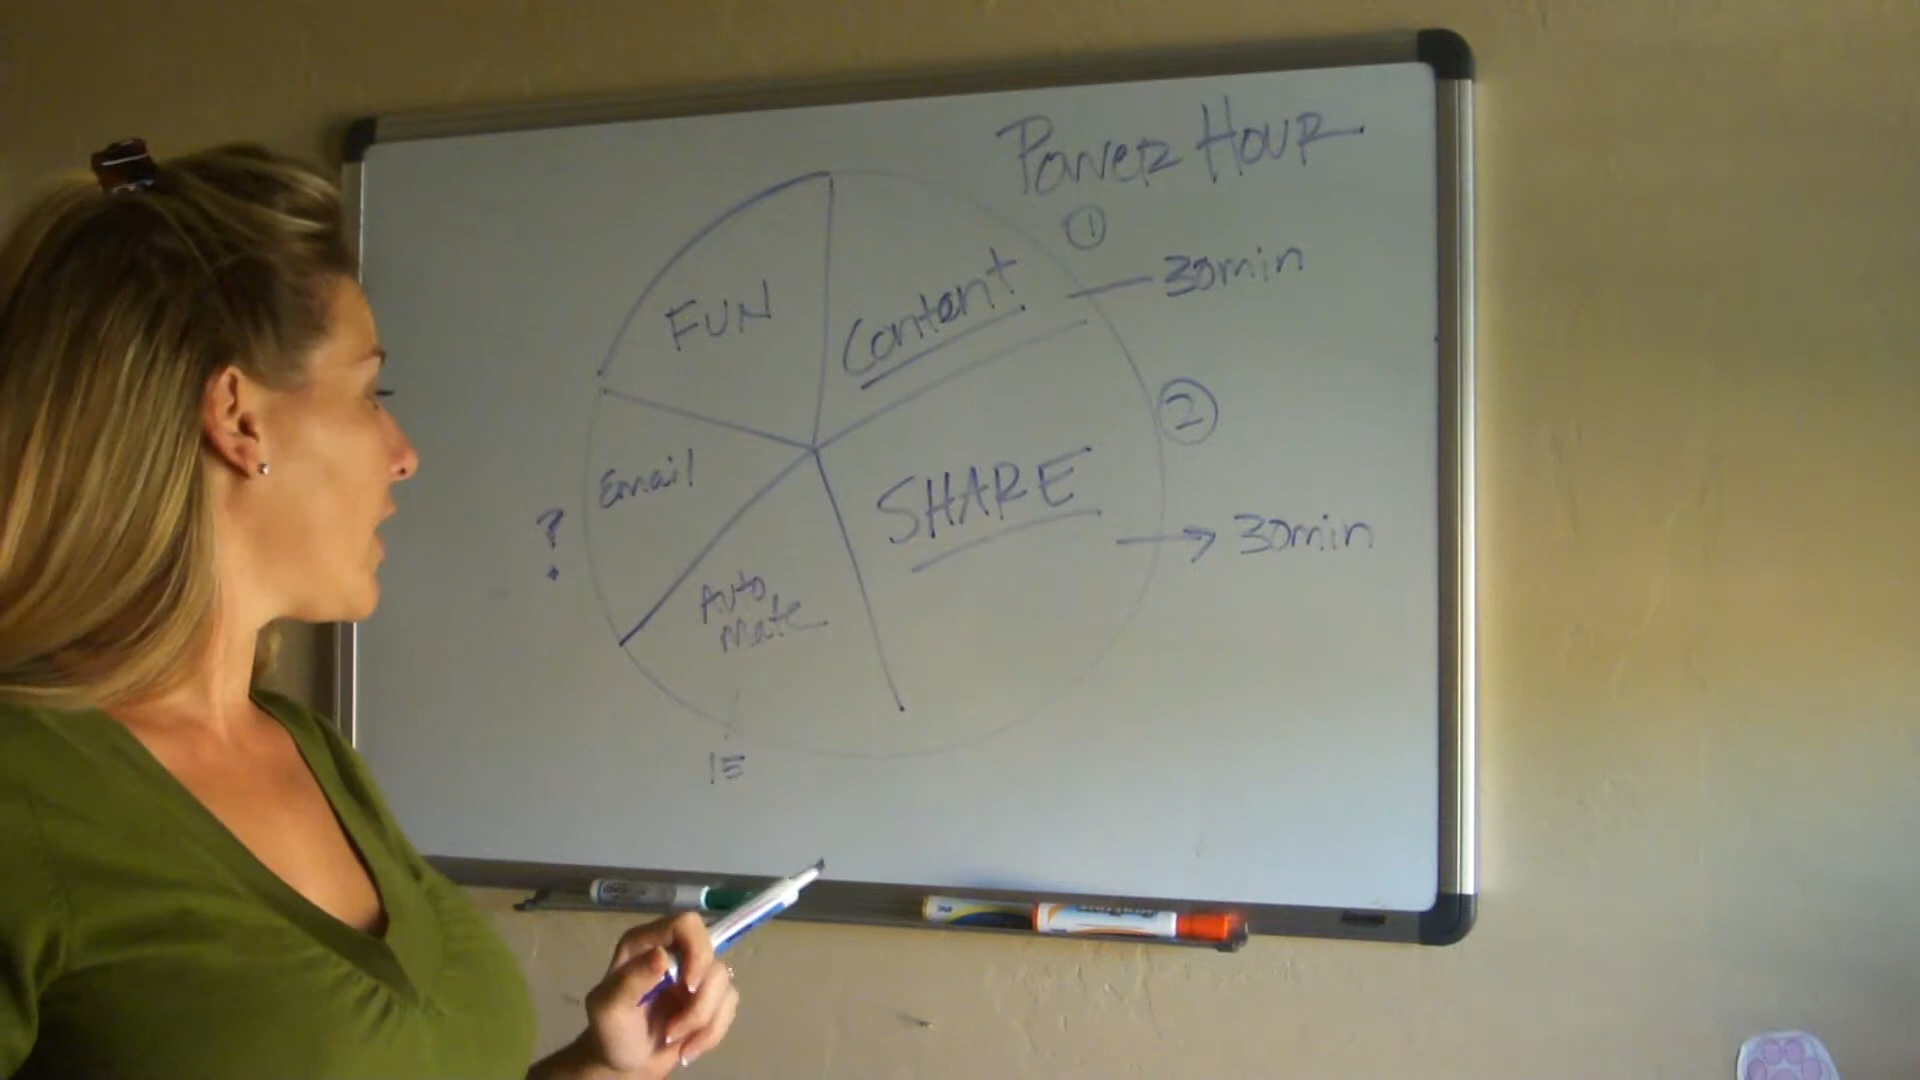 Power Hour
①
30min
FUN
Content
②
Email
SHARE
?
30min
Auto
mate
15